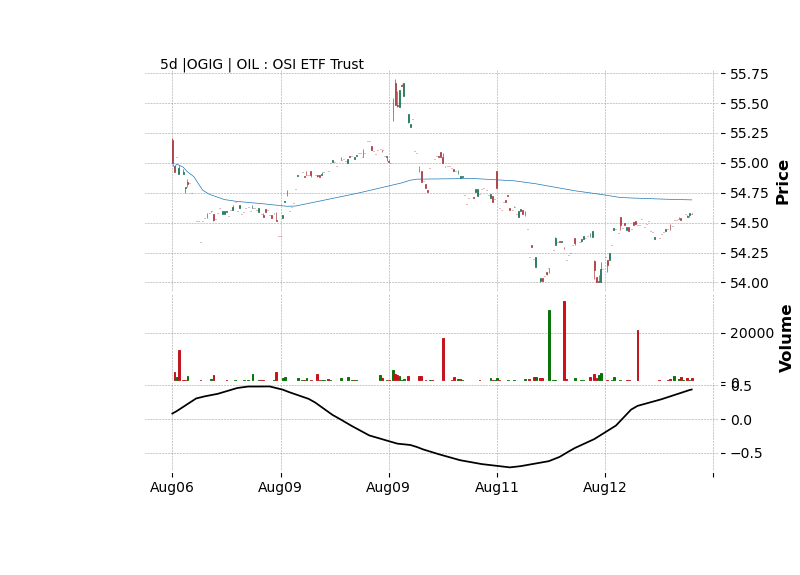 5d |OGIG | OIL : OSI ETF Trust
55.75
55.50
55.25
55.00
54.75
54.50
54.25
54.00
Price
20000
0
Volume
0.5
0.0
−0.5
Aug06
Aug09
Aug09
Aug11
Aug12